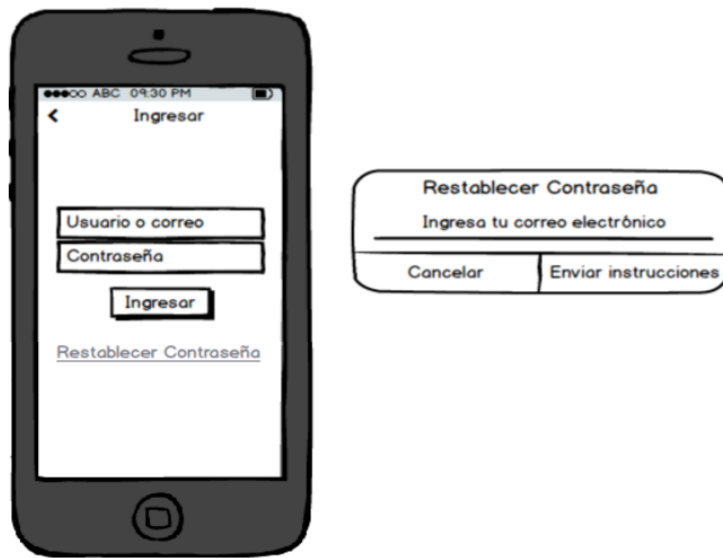 ABC 09:30 PM
Ingresar
Usuario o correo
Contraseña
Ingresar
Restablecer Contraseña
Restablecer Contraseña
Ingresa tu correo electrónico
Cancelar
Enviar instrucciones